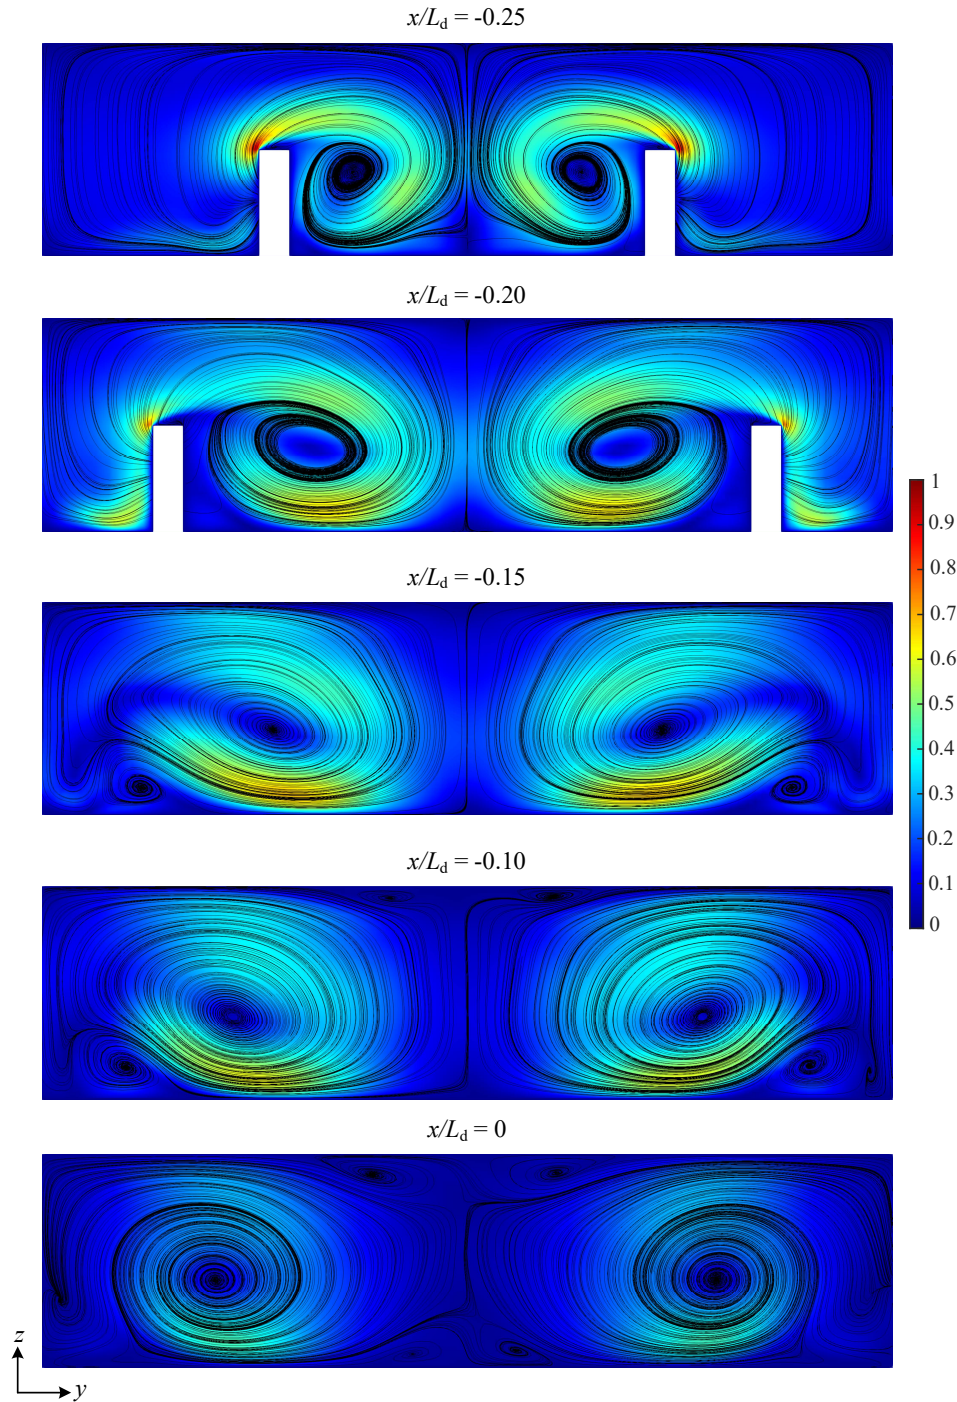 x/Ld = -0.25
x/Ld = -0.20
x/Ld = -0.15
x/Ld = -0.10
x/Ld = 0
1
0.9
0.8
0.7
0.6
0.5
0.4
0.3
0.2
0.1
0
z
y